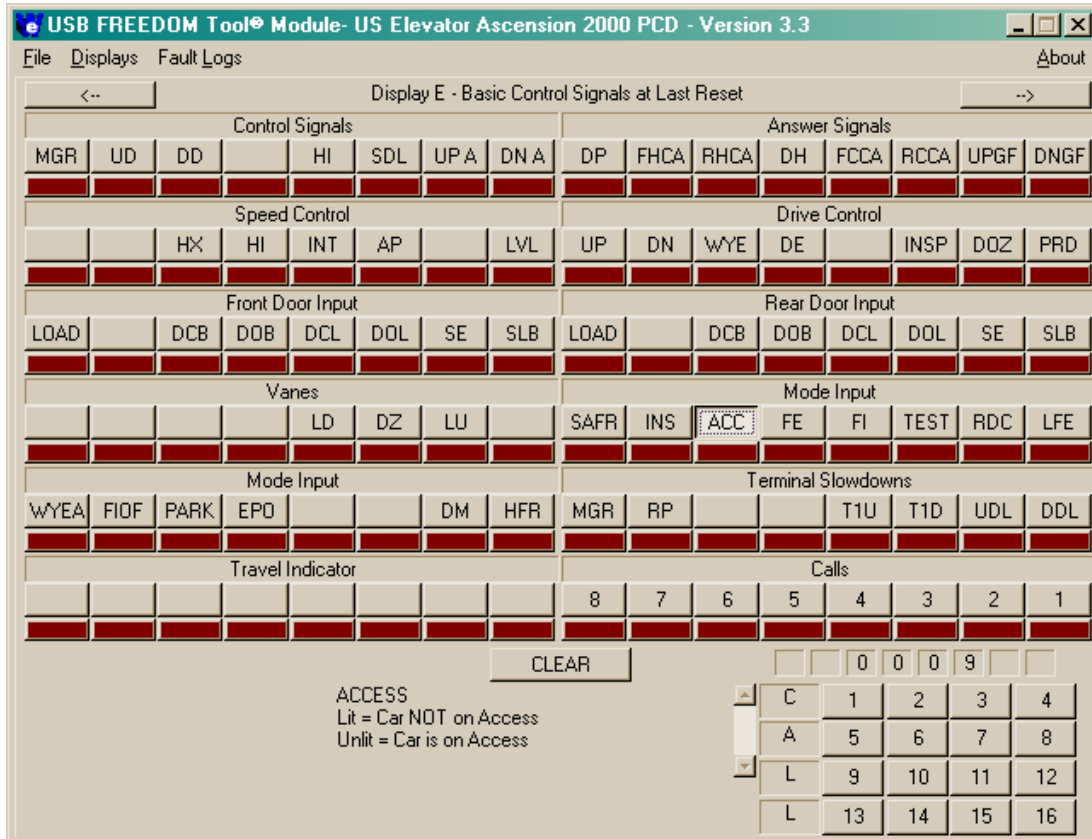 USB FREEDOM Tool® Module- US Elevator Ascension 2000 PCD - Version 3.3
File Displays Fault Logs About
<-- Display E - Basic Control Signals at Last Reset -->
Control Signals Answer Signals
MGR UD DD HI SDL UP A DN A DP FHCA RHCA DH FCCA RCCA UPGF DNGF
Speed Control Drive Control
HX HI INT AP LVL UP DN WYE DE INSP DOZ PRD
Front Door Input Rear Door Input
LOAD DCB DOB DCL DOL SE SLB LOAD DCB DOB DCL DOL SE SLB
Vanes Mode Input
LD DZ LU SAFR INS ACC FE FI TEST RDC LFE
Mode Input Terminal Slowdowns
WYEA FIOF PARK EPO DM HFR MGR RP T1U T1D UDL DDL
Travel Indicator Calls
8 7 6 5 4 3 2 1
CLEAR 0 0 0 9
ACCESS
Lit = Car NOT on Access
Unlit = Car is on Access
C 1 2 3 4
A 5 6 7 8
L 9 10 11 12
L 13 14 15 16